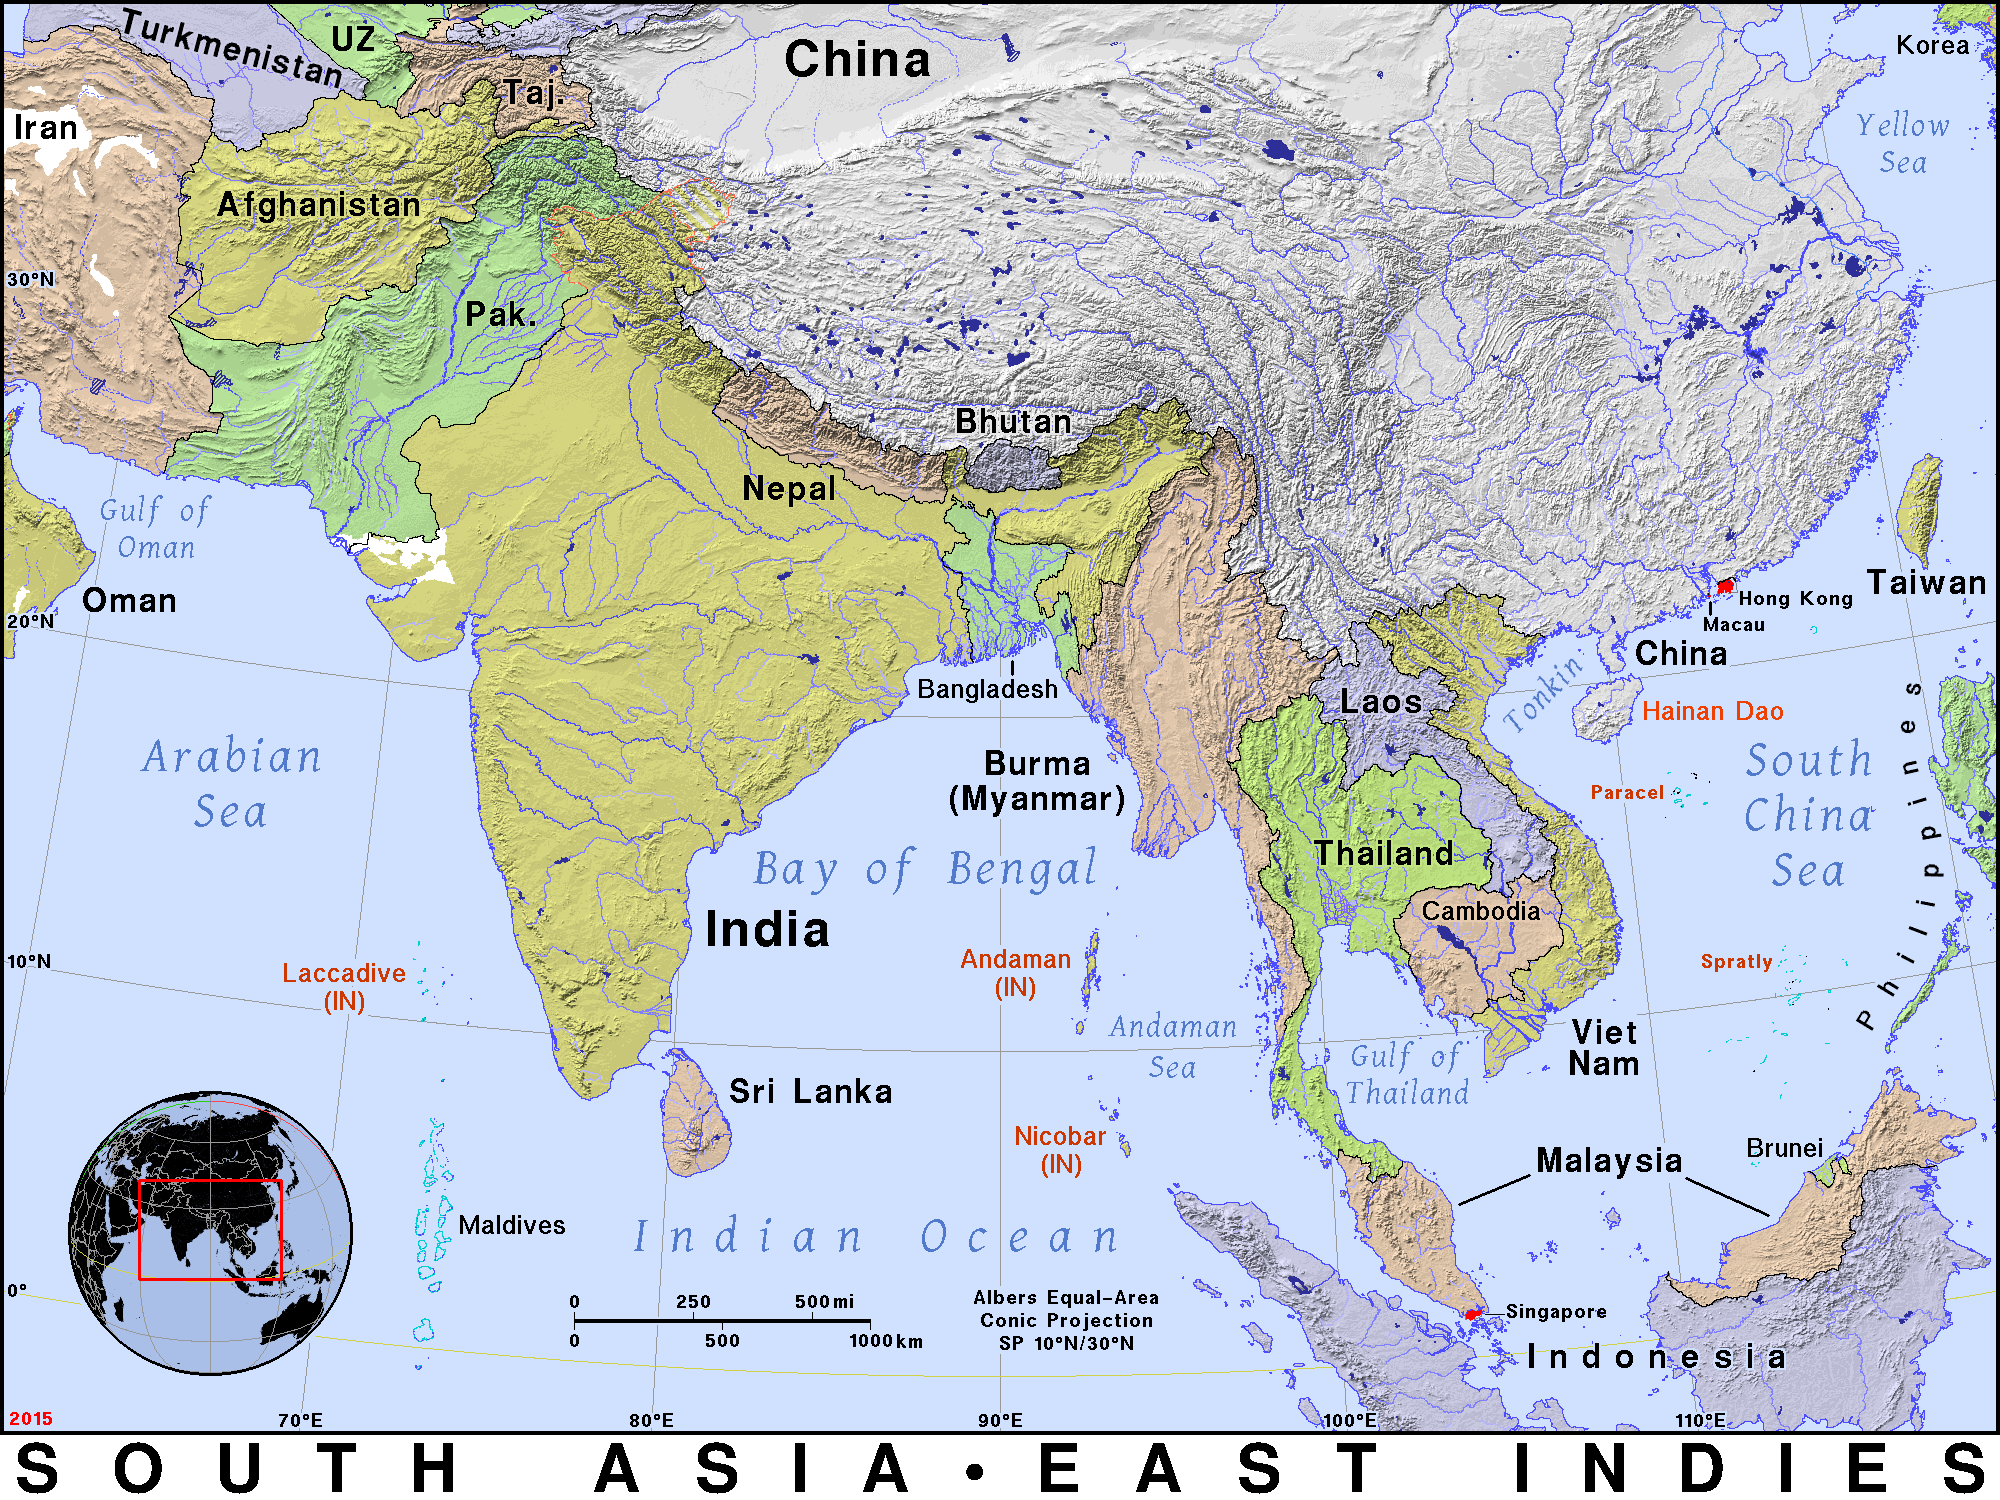 Turkmenistan
UZ
Taj.
China
Korea
Iran
Yellow
Sea
Afghanistan
30°N
Pak.
Bhutan
Nepal
Gulf of
Oman
Oman
20°N
Taiwan
Hong Kong
Macau
China
Tonkin
Hainan Dao
Bangladesh
Laos
Burma
(Myanmar)
Arabian
Sea
Paracel
South
China
Sea
Philippines
Thailand
Bay of Bengal
Cambodia
India
10°N
Laccadive
(IN)
Andaman
(IN)
Spratly
Andaman
Sea
Gulf of
Thailand
Viet
Nam
Sri Lanka
Nicobar
(IN)
Malaysia
Brunei
Maldives
Indian Ocean
0°
0 250 500 mi
0 500 1000 km
Albers Equal-Area
Conic Projection
SP 10°N/30°N
Singapore
Indonesia
2015
70°E
80°E
90°E
100°E
110°E
SOUTH ASIA • EAST INDIES